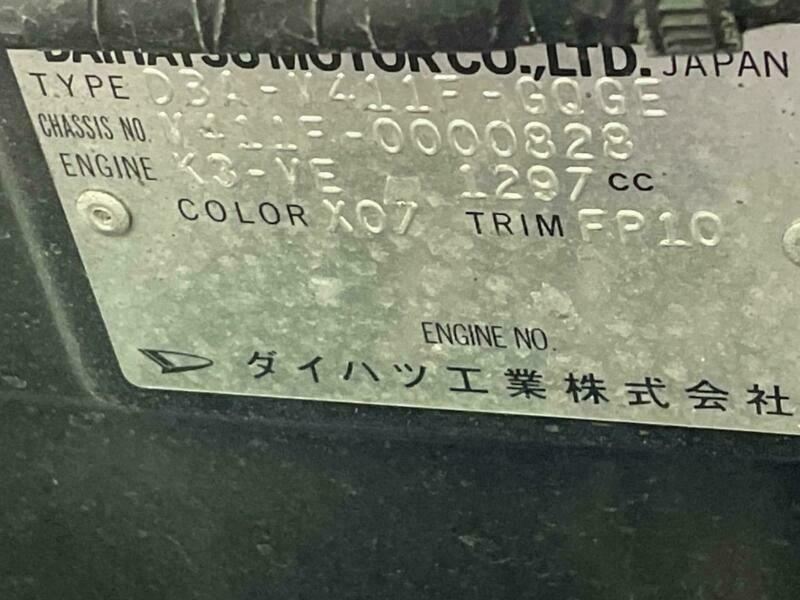 DAIHATSU MOTOR CO., LTD. JAPAN
TYPE DBA-M411F-GQGE
CHASSIS NO. M411F-0000828
ENGINE K3-VE 1297 CC
COLOR X07 TRIM FP10
ENGINE NO.
ダイハツ工業株式会社